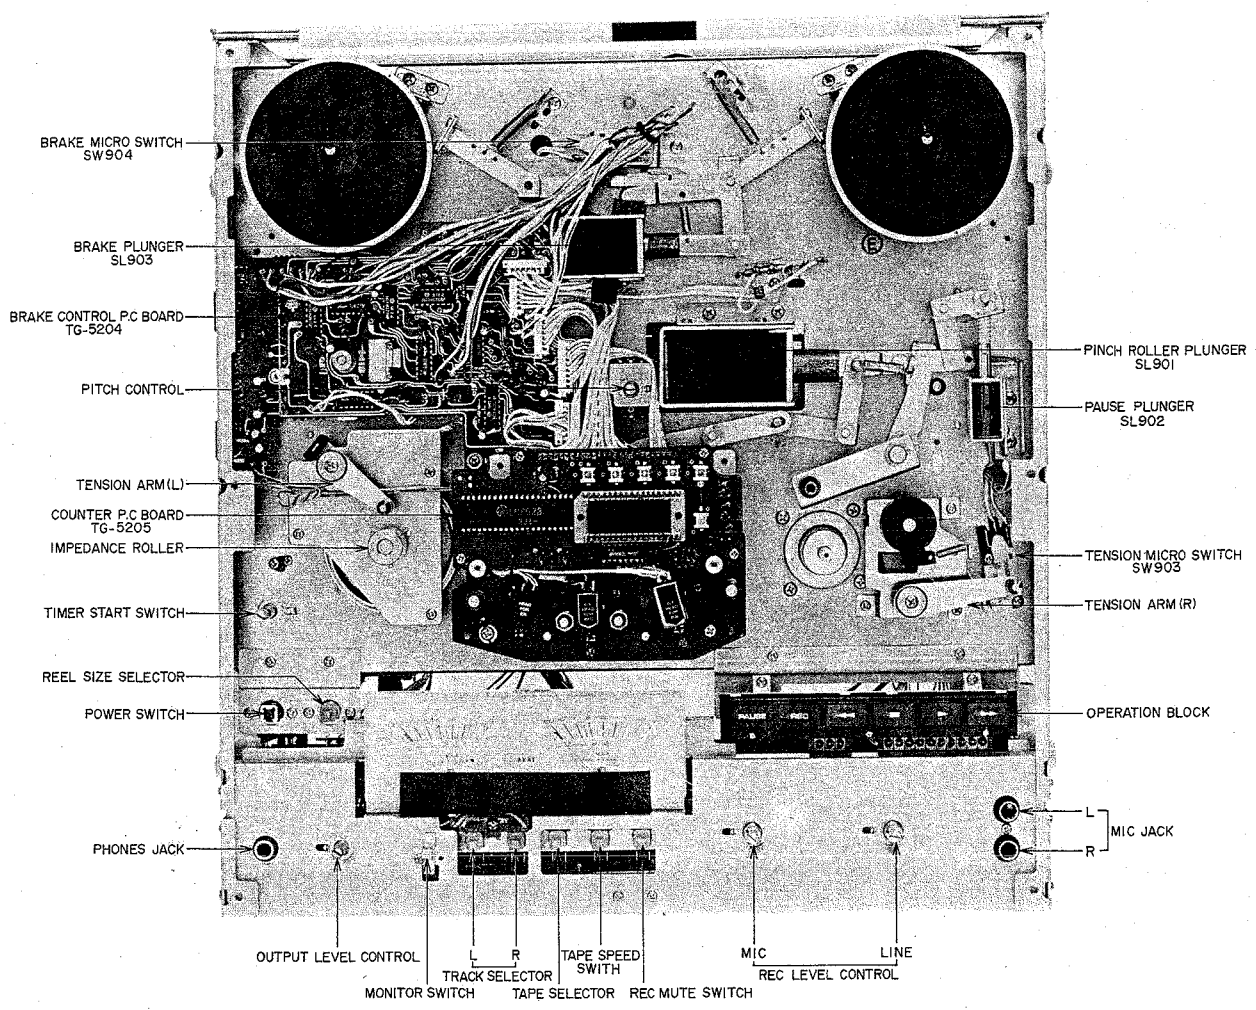 BRAKE MICRO SWITCH
SW904
BRAKE PLUNGER
SL903
BRAKE CONTROL P.C BOARD
TG-5204
PITCH CONTROL
TENSION ARM(L)
COUNTER P.C BOARD
TG-5205
IMPEDANCE ROLLER
TIMER START SWITCH
REEL SIZE SELECTOR
POWER SWITCH
PHONES JACK
PINCH ROLLER PLUNGER
SL901
PAUSE PLUNGER
SL902
TENSION MICRO SWITCH
SW903
TENSION ARM(R)
OPERATION BLOCK
L
MIC JACK
R
E
PAUSE REC
AKAI
OUTPUT LEVEL CONTROL
MONITOR SWITCH
L R
TRACK SELECTOR
TAPE SELECTOR
TAPE SPEED
SWITH
REC MUTE SWITCH
MIC LINE
REC LEVEL CONTROL